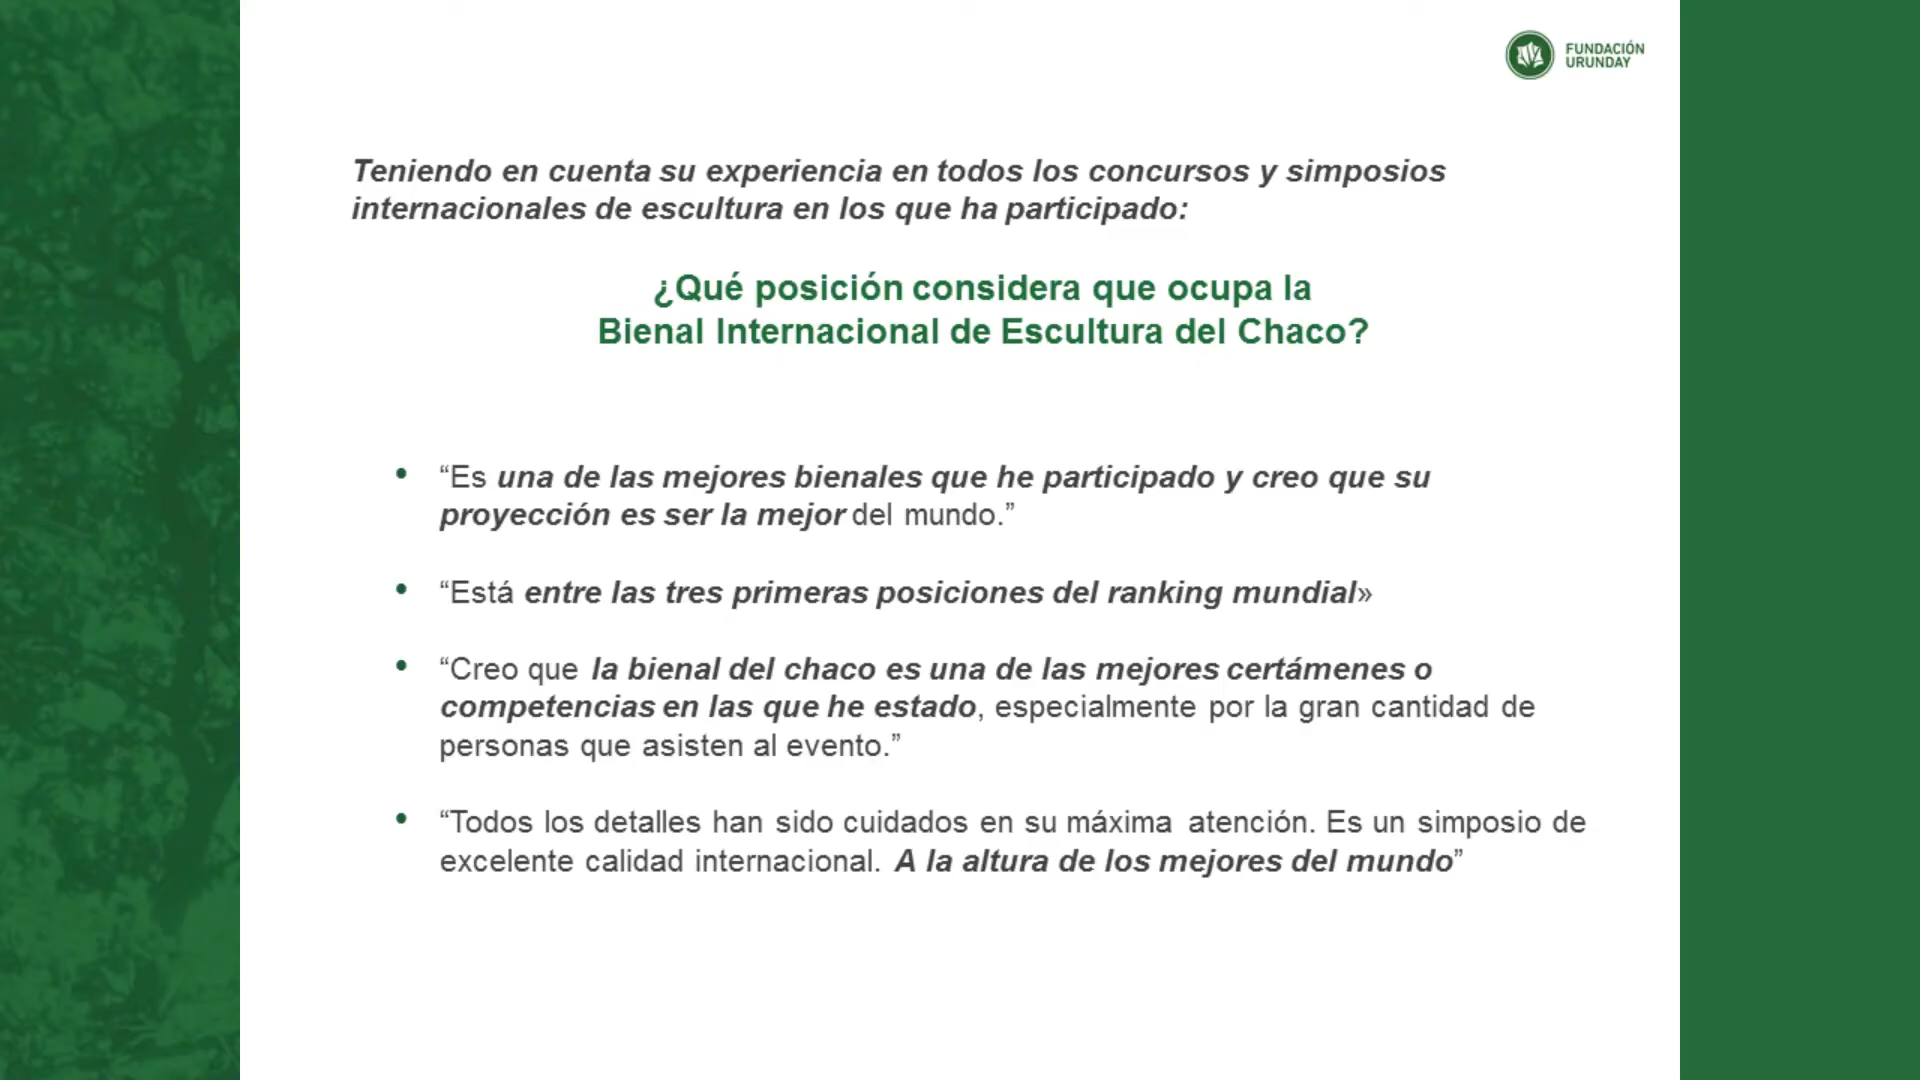 FUNDACIÓN
URUNDAY
Teniendo en cuenta su experiencia en todos los concursos y simposios
internacionales de escultura en los que ha participado:
¿Qué posición considera que ocupa la
Bienal Internacional de Escultura del Chaco?
• “Es una de las mejores bienales que he participado y creo que su
proyección es ser la mejor del mundo.”
• “Está entre las tres primeras posiciones del ranking mundial»
• “Creo que la bienal del chaco es una de las mejores certámenes o
competencias en las que he estado, especialmente por la gran cantidad de
personas que asisten al evento.”
• “Todos los detalles han sido cuidados en su máxima atención. Es un simposio de
excelente calidad internacional. A la altura de los mejores del mundo”